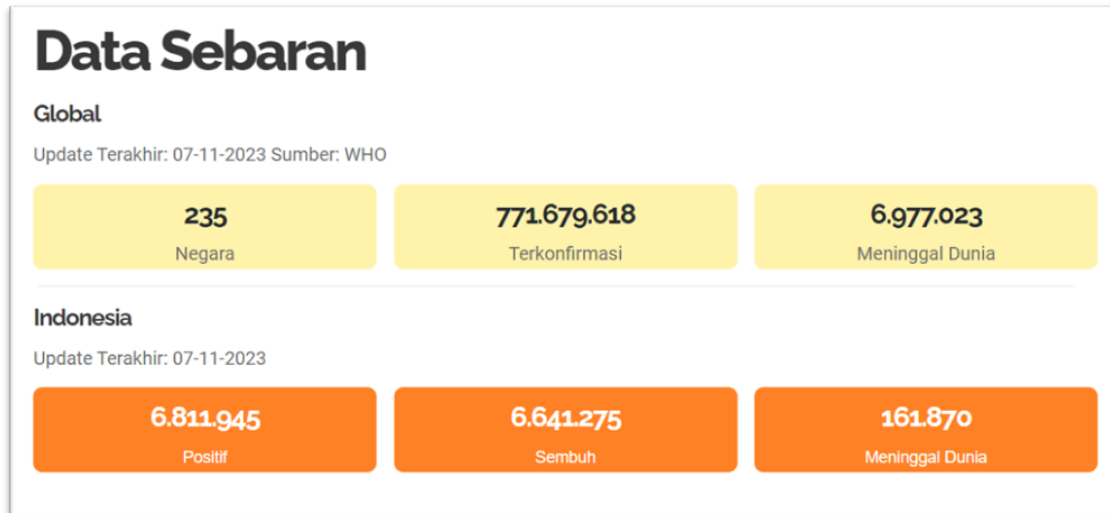 Data Sebaran
Global
Update Terakhir: 07-11-2023 Sumber: WHO
235
Negara
771.679.618
Terkonfirmasi
6.977.023
Meninggal Dunia
Indonesia
Update Terakhir: 07-11-2023
6.811.945
Positif
6.641.275
Sembuh
161.870
Meninggal Dunia